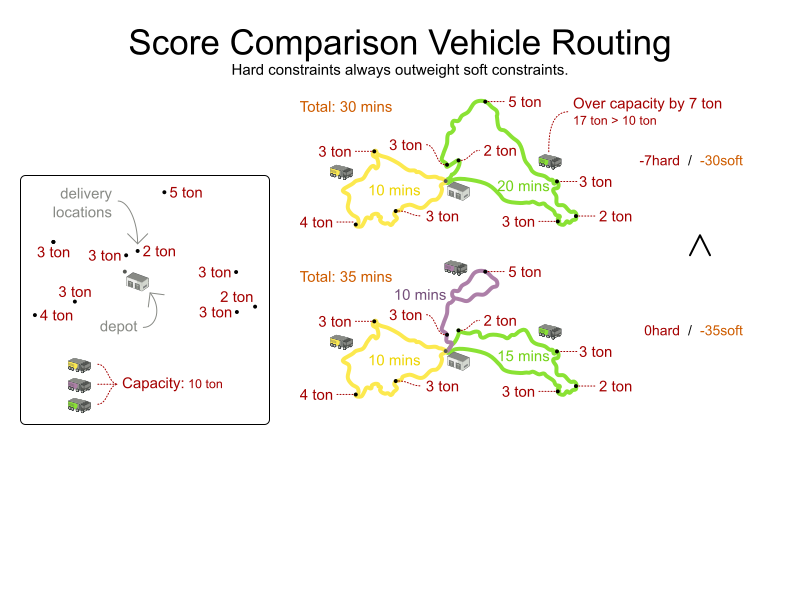 Score Comparison Vehicle Routing
Hard constraints always outweight soft constraints.
delivery
locations
5 ton
3 ton
3 ton
2 ton
3 ton
3 ton
2 ton
4 ton
3 ton
depot
Capacity: 10 ton
Total: 30 mins
5 ton
Over capacity by 7 ton
17 ton > 10 ton
3 ton
3 ton
2 ton
-7hard / -30soft
10 mins
20 mins
3 ton
4 ton
3 ton
3 ton
2 ton
<
Total: 35 mins
5 ton
10 mins
3 ton
3 ton
2 ton
0hard / -35soft
10 mins
15 mins
3 ton
4 ton
3 ton
3 ton
2 ton